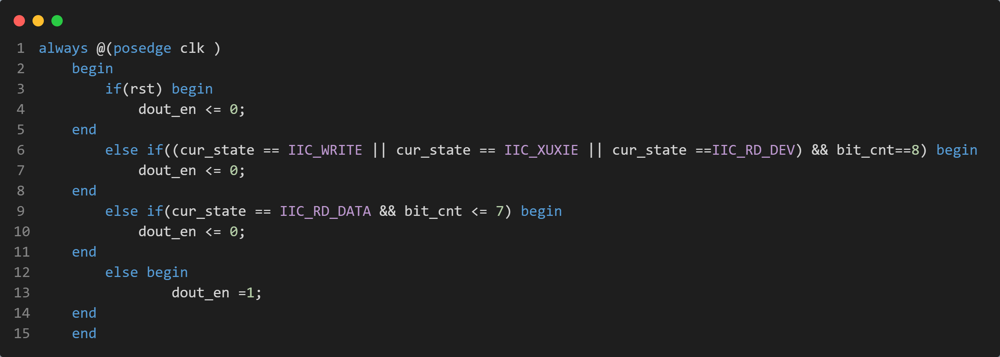 1 always @(posedge clk )
2     begin
3         if(rst) begin
4             dout_en <= 0;
5     end
6         else if((cur_state == IIC_WRITE || cur_state == IIC_XUXIE || cur_state ==IIC_RD_DEV) && bit_cnt==8) begin
7             dout_en <= 0;
8     end
9         else if(cur_state == IIC_RD_DATA && bit_cnt <= 7) begin
10             dout_en <= 0;
11     end
12         else begin
13                 dout_en =1;
14     end
15     end